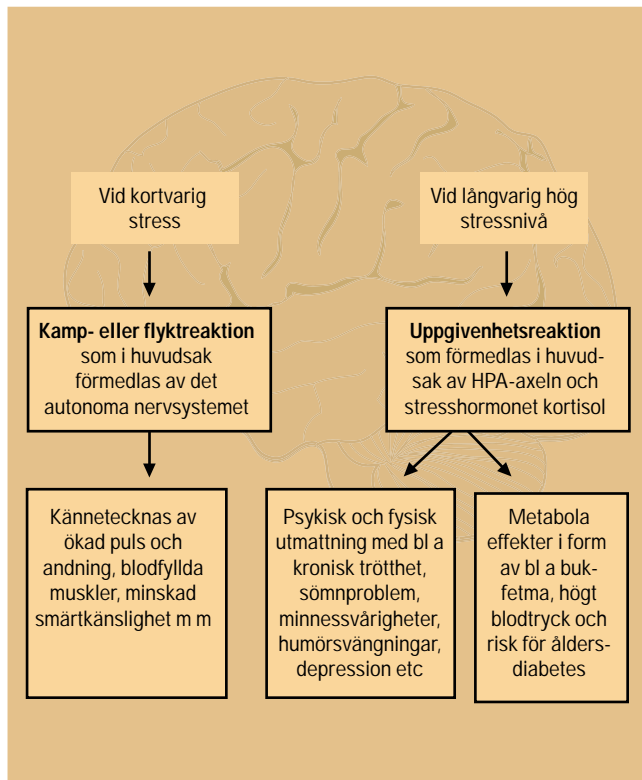 Vid kortvarig
stress
Vid långvarig hög
stressnivå
Kamp- eller flyktreaktion
som i huvudsak
förmedlas av det
autonoma nervsystemet
Uppgivenhetsreaktion
som förmedlas i huvud-
sak av HPA-axeln och
stresshormonet kortisol
Kännetecknas av
ökad puls och
andning, blodfyllda
muskler, minskad
smärtkänslighet m m
Psykisk och fysisk
utmattning med bl a
kronisk trötthet,
sömnproblem,
minnessvårigheter,
humörsvängningar,
depression etc
Metabola
effekter i form
av bl a buk-
fetma, högt
blodtryck och
risk för ålders-
diabetes